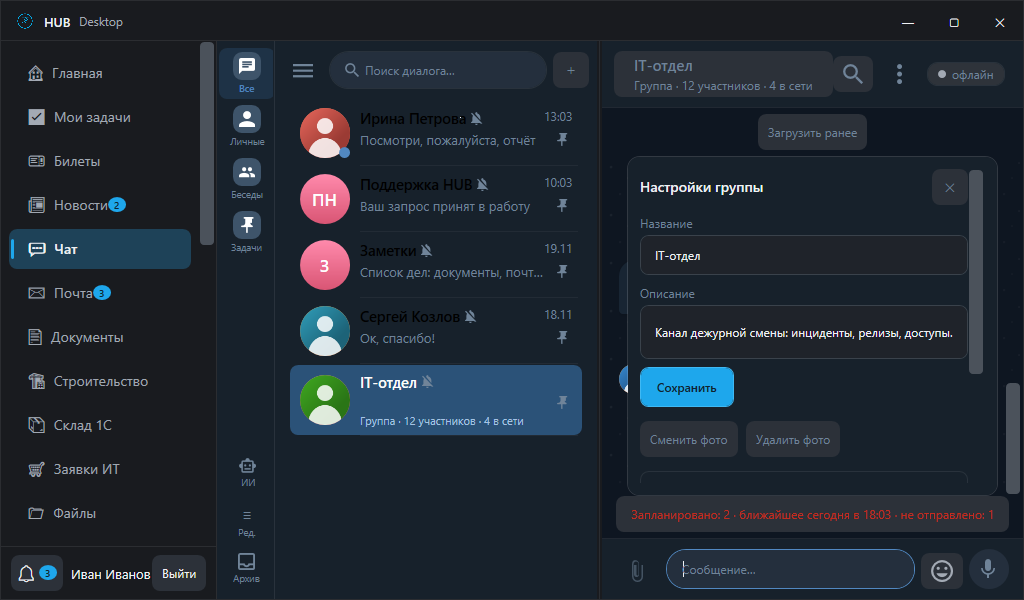 HUB Desktop
Главная
Мои задачи
Билеты
Новости 2
Чат
Почта 3
Документы
Строительство
Склад 1С
Заявки ИТ
Файлы
3 Иван Иванов Выйти
Все
Личные
Беседы
Задачи
ИИ
Ред.
Архив
Поиск диалога... +
Ирина Петрова 13:03
Посмотри, пожалуйста, отчёт
ПН
Поддержка HUB 10:03
Ваш запрос принят в работу
З
Заметки 19.11
Список дел: документы, почт...
Сергей Козлов 18.11
Ок, спасибо!
IT-отдел
Группа · 12 участников · 4 в сети
IT-отдел
Группа · 12 участников · 4 в сети
офлайн
Загрузить ранее
Настройки группы
Название
IT-отдел
Описание
Канал дежурной смены: инциденты, релизы, доступы.
Сохранить
Сменить фото Удалить фото
Запланировано: 2 · ближайшее сегодня в 18:03 · не отправлено: 1
Сообщение...